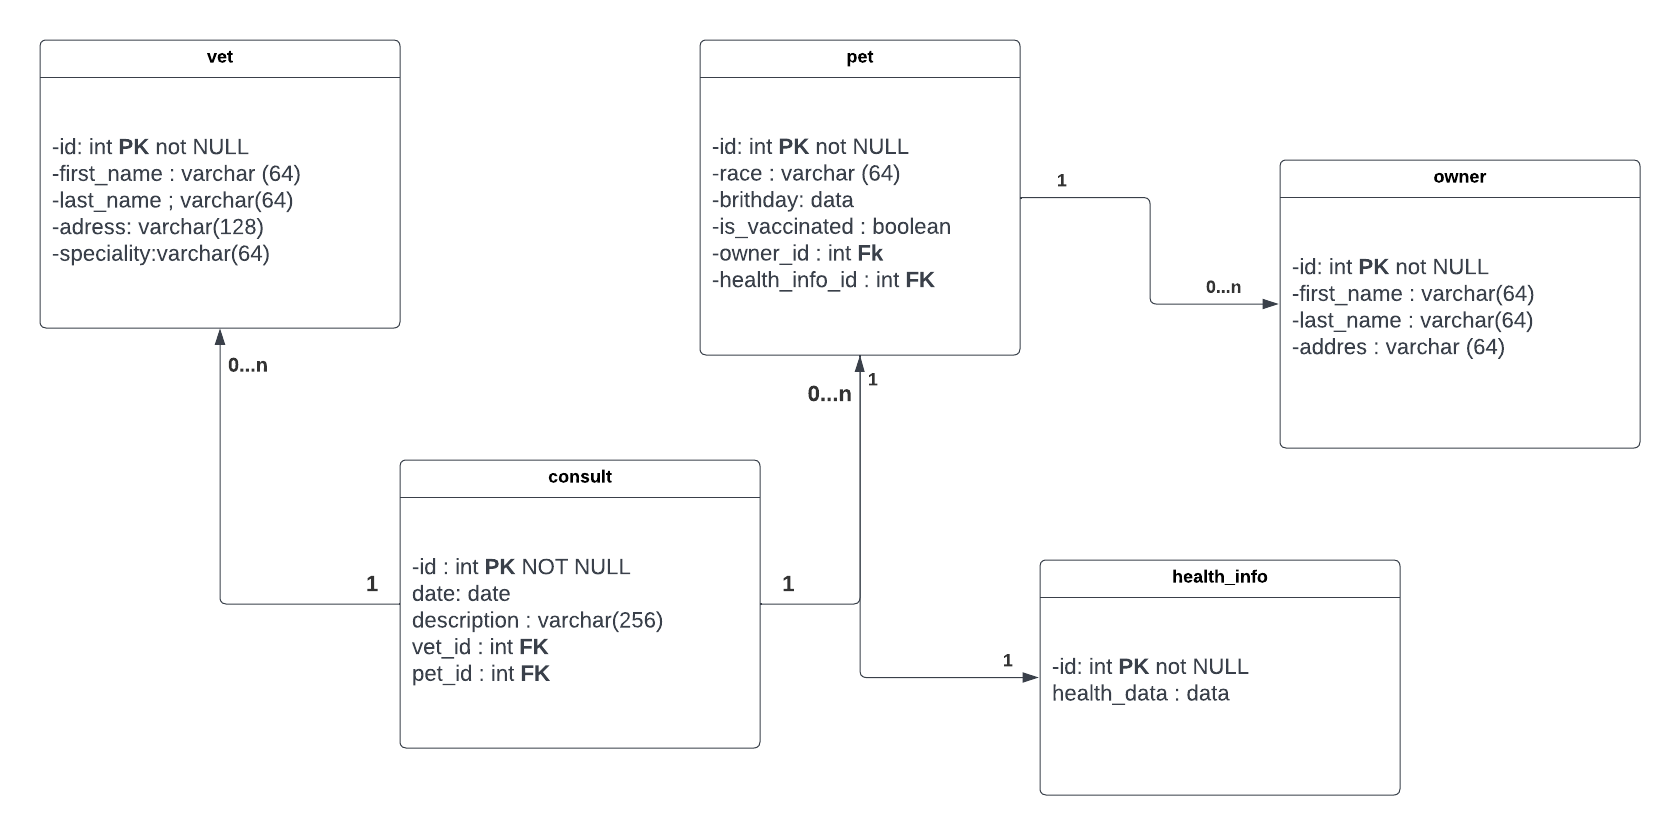 vet
-id: int PK not NULL
-first_name : varchar (64)
-last_name ; varchar(64)
-adress: varchar(128)
-speciality:varchar(64)
0...n
pet
-id: int PK not NULL
-race : varchar (64)
-brithday: data
-is_vaccinated : boolean
-owner_id : int Fk
-health_info_id : int FK
1
0...n
owner
-id: int PK not NULL
-first_name : varchar(64)
-last_name : varchar(64)
-addres : varchar (64)
0...n
1
consult
-id : int PK NOT NULL
date: date
description : varchar(256)
vet_id : int FK
pet_id : int FK
1
1
1
health_info
-id: int PK not NULL
health_data : data